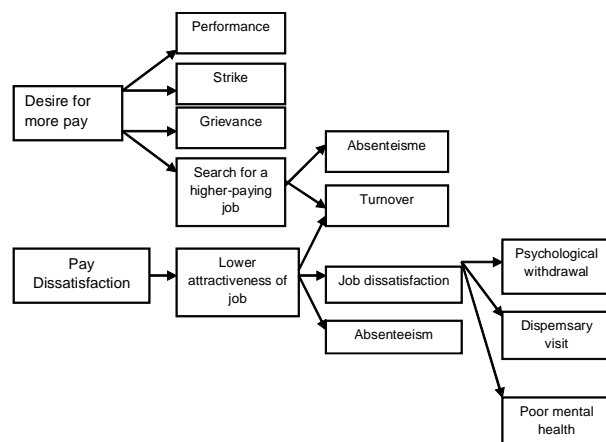 Performance
Strike
Desire for
more pay
Grievance
Search for a
higher-paying
job
Absenteisme
Turnover
Pay
Dissatisfaction
Lower
attractiveness of
job
Job dissatisfaction
Absenteeism
Psychological
withdrawal
Dispemsary
visit
Poor mental
health